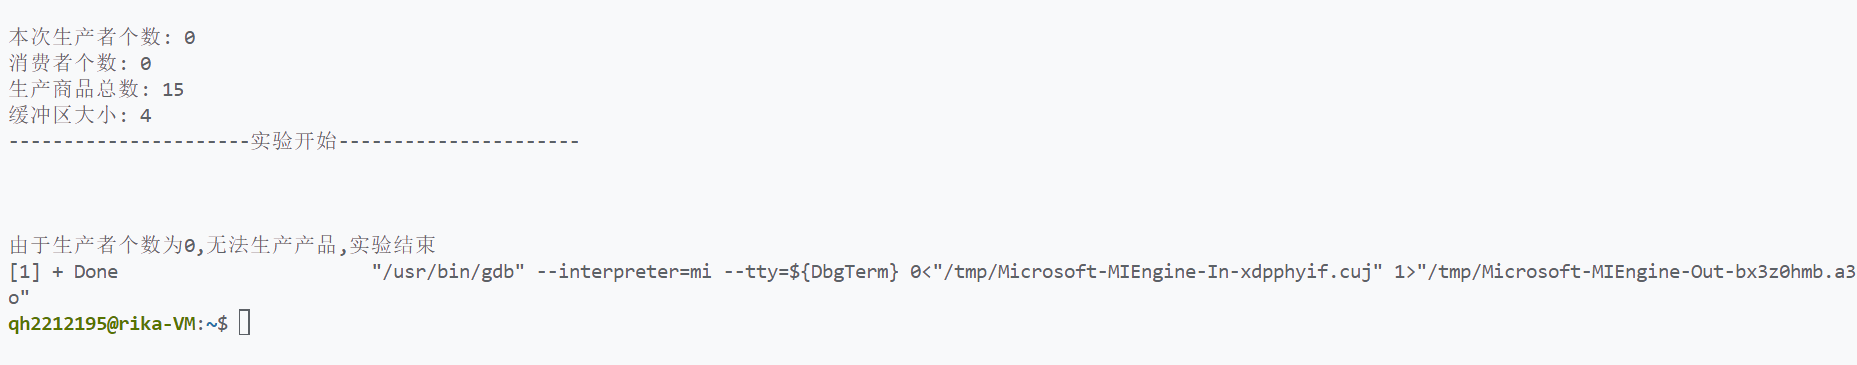 本次生产者个数: 0
消费者个数: 0
生产商品总数: 15
缓冲区大小: 4
----------------------实验开始----------------------
由于生产者个数为0,无法生产产品,实验结束
[1] + Done                       "/usr/bin/gdb" --interpreter=mi --tty=${DbgTerm} 0<"/tmp/Microsoft-MIEngine-In-xdpphyif.cuj" 1>"/tmp/Microsoft-MIEngine-Out-bx3z0hmb.a3
o"
qh2212195@rika-VM:~$